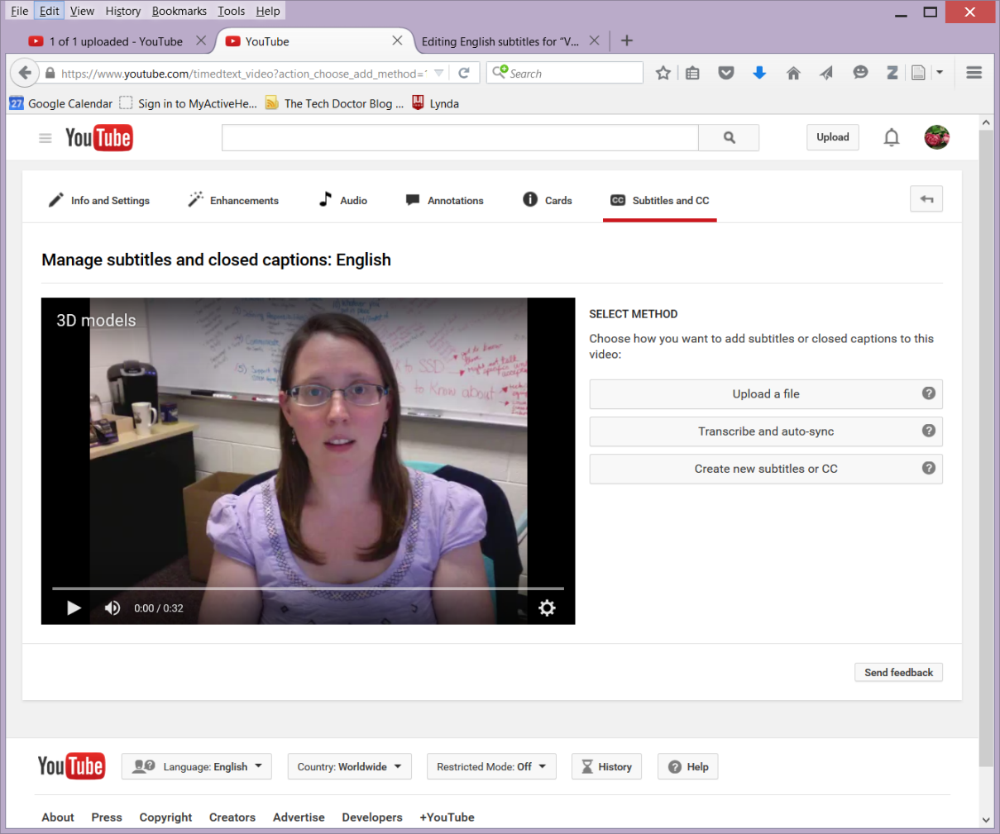 File Edit View History Bookmarks Tools Help
1 of 1 uploaded - YouTube
YouTube
Editing English subtitles for “V...
https://www.youtube.com/timedtext_video?action_choose_add_method=
Search
27 Google Calendar
Sign in to MyActiveHe...
The Tech Doctor Blog ...
Lynda
YouTube
Upload
Info and Settings
Enhancements
Audio
Annotations
Cards
CC Subtitles and CC
Manage subtitles and closed captions: English
3D models
to SSD
to Know about
0:00 / 0:32
SELECT METHOD
Choose how you want to add subtitles or closed captions to this
video:
Upload a file ?
Transcribe and auto-sync ?
Create new subtitles or CC ?
Send feedback
YouTube
Language: English
Country: Worldwide
Restricted Mode: Off
History
Help
About Press Copyright Creators Advertise Developers +YouTube